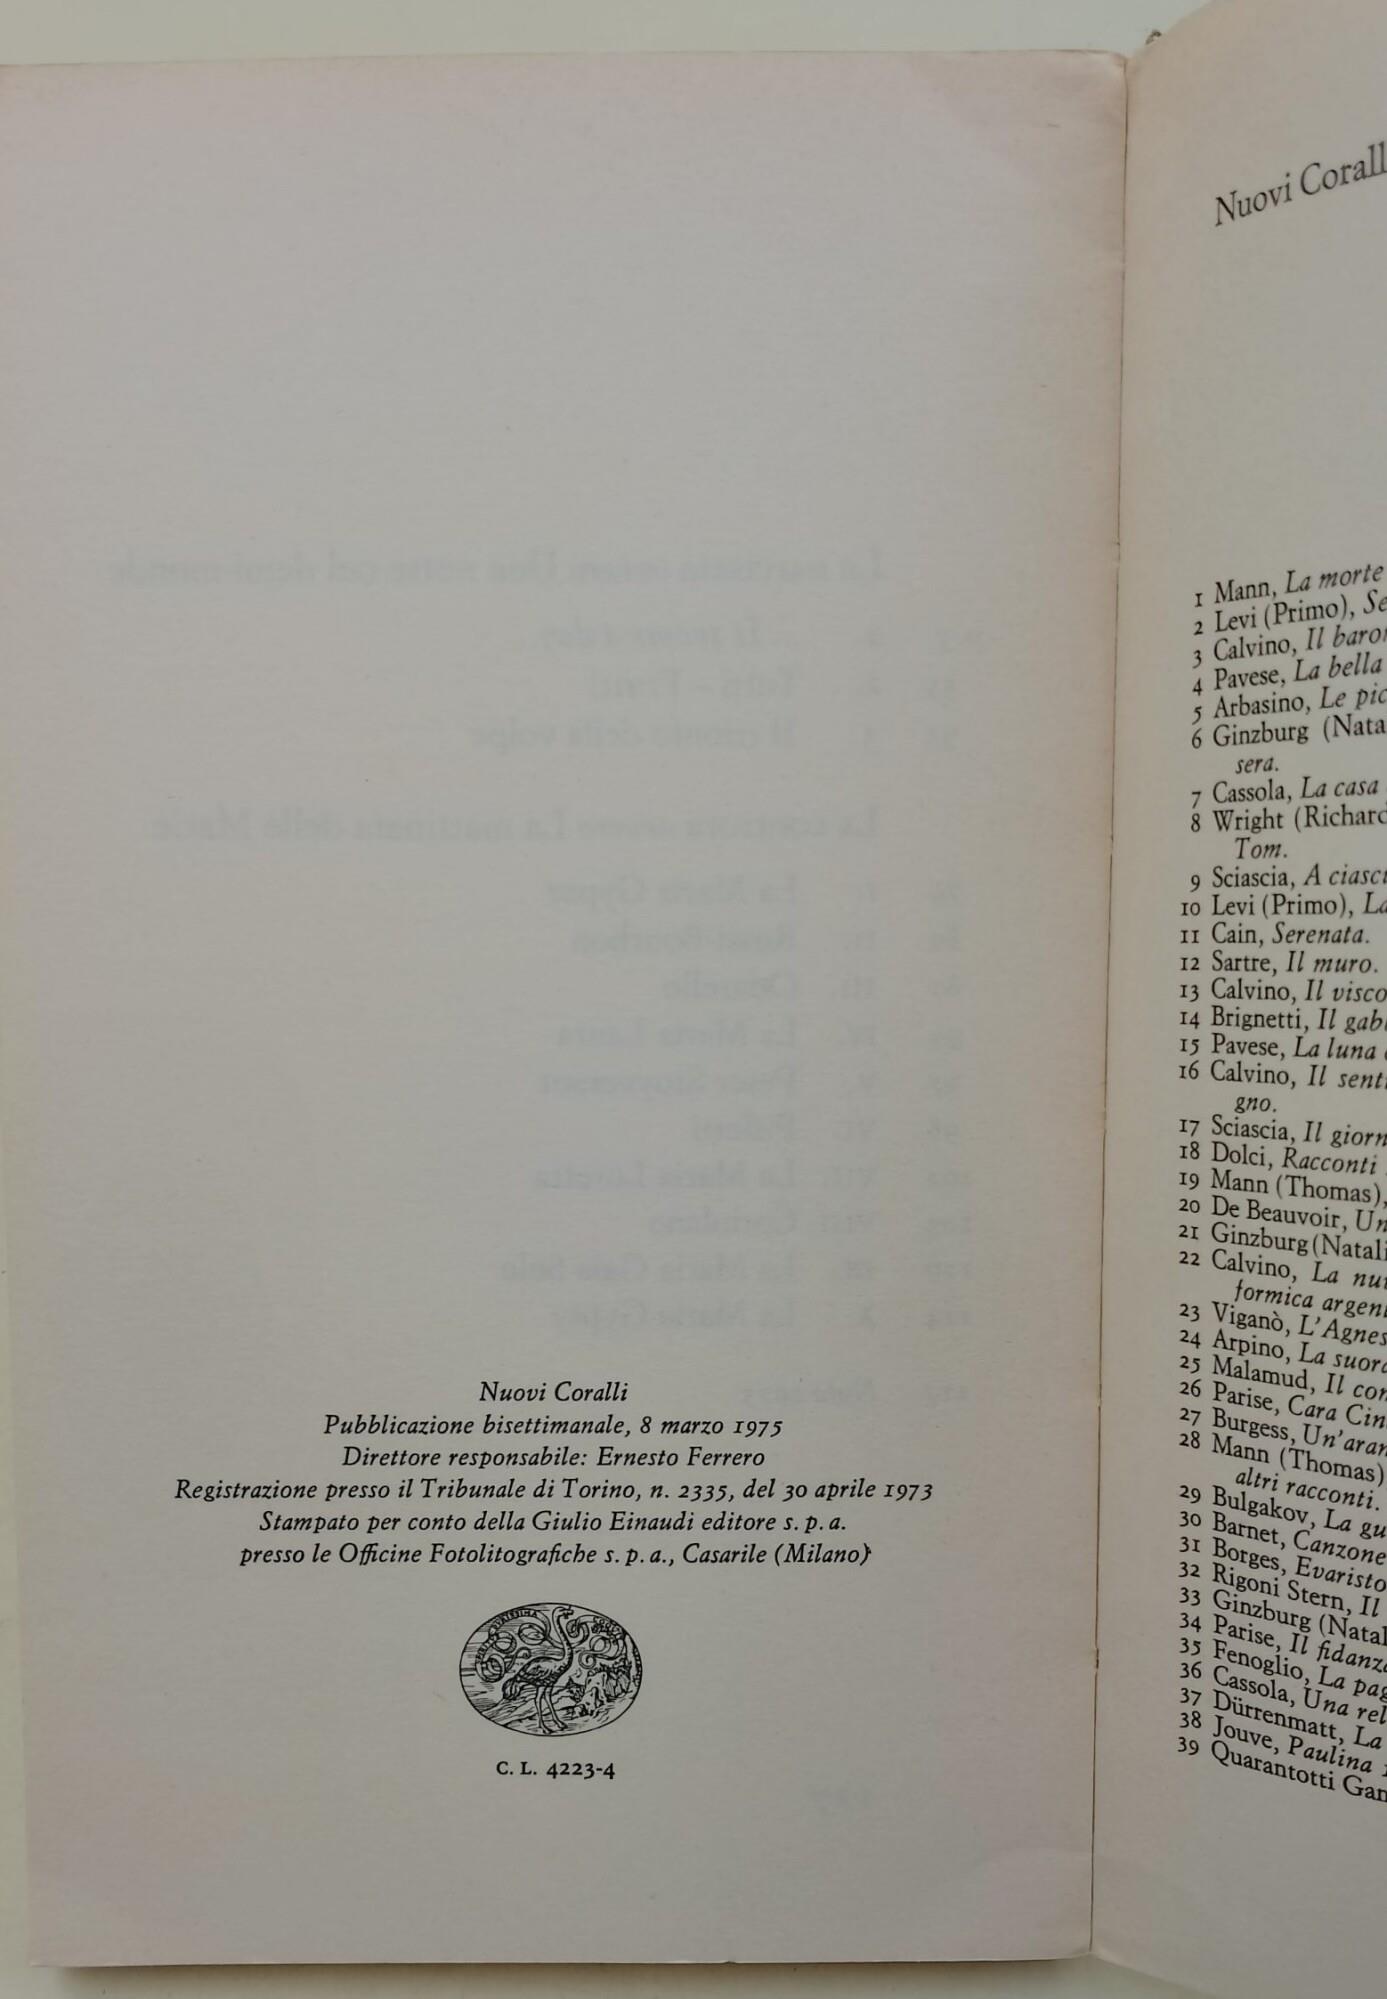 Nuovi Coralli
Pubblicazione bisettimanale, 8 marzo 1975
Direttore responsabile: Ernesto Ferrero
Registrazione presso il Tribunale di Torino, n. 2335, del 30 aprile 1973
Stampato per conto della Giulio Einaudi editore s. p. a.
presso le Officine Fotolitografiche s. p. a., Casarile (Milano)
C. L. 4223-4
Nuovi Corall
1 Mann, La morte
2 Levi (Primo), Se
3 Calvino, Il baro
4 Pavese, La bella
5 Arbasino, Le pic
6 Ginzburg (Nata
sera.
7 Cassola, La casa
8 Wright (Richard
Tom.
9 Sciascia, A ciasc
10 Levi (Primo), La
11 Cain, Serenata.
12 Sartre, Il muro.
13 Calvino, Il visco
14 Brignetti, Il gab
15 Pavese, La luna
16 Calvino, Il sent
gno.
17 Sciascia, Il giorn
18 Dolci, Racconti
19 Mann (Thomas),
20 De Beauvoir, Un
21 Ginzburg (Natali
22 Calvino, La nu
formica argen
23 Viganò, L'Agnes
24 Arpino, La suor
25 Malamud, Il co
26 Parise, Cara Cin
27 Burgess, Un'aran
28 Mann (Thomas)
altri racconti.
29 Bulgakov, La gu
30 Barnet, Canzone
31 Borges, Evaristo
32 Rigoni Stern, Il
33 Ginzburg (Natal
34 Parise, Il fidanz
35 Fenoglio, La pag
36 Cassola, Una rel
37 Dürrenmatt, La
38 Jouve, Paulina 1
39 Quarantotti Gam